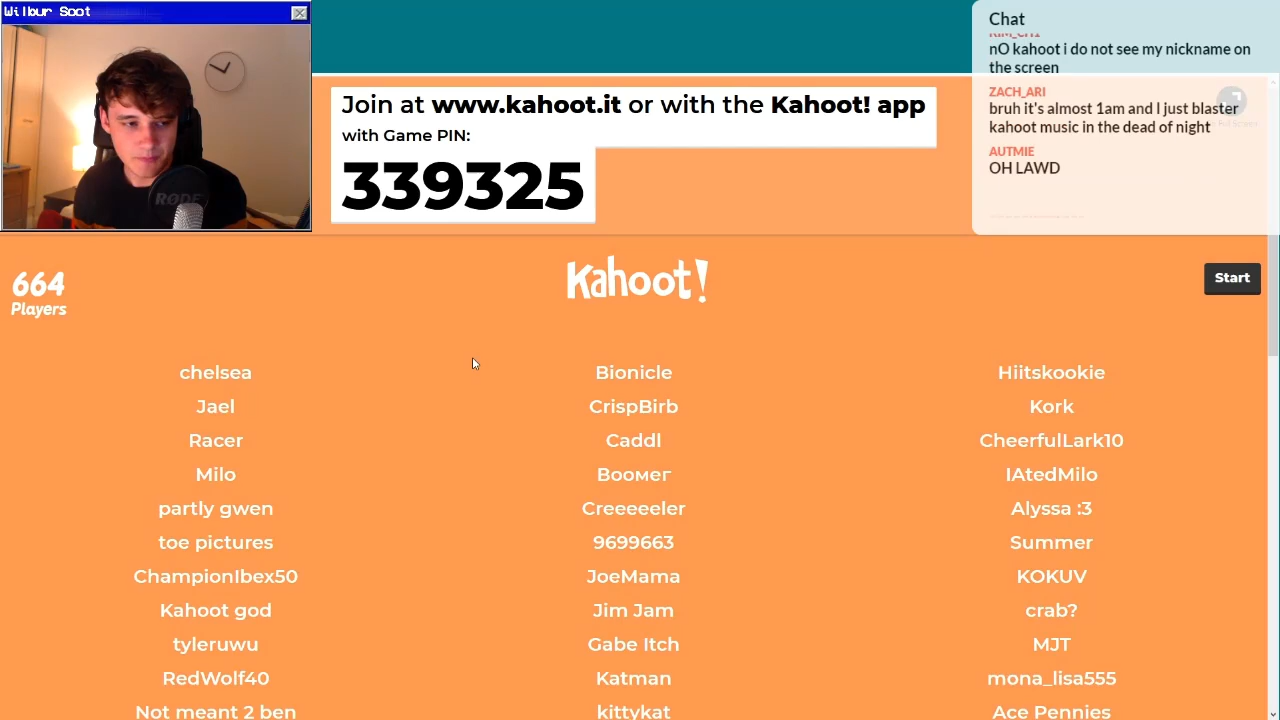 Wilbur Soot
Join at www.kahoot.it or with the Kahoot! app
with Game PIN:
339325
Chat
nO kahoot i do not see my nickname on
the screen
ZACH_ARI
bruh it's almost 1am and I just blaster
kahoot music in the dead of night
AUTMIE
OH LAWD
RØDE
664
Players
Kahoot!
Start
chelsea
Bionicle
Hiitskookie
Jael
CrispBirb
Kork
Racer
Caddl
CheerfulLark10
Milo
Booмeг
IAtedMilo
partly gwen
Creeeeeler
Alyssa :3
toe pictures
9699663
Summer
ChampionIbex50
JoeMama
KOKUV
Kahoot god
Jim Jam
crab?
tyleruwu
Gabe Itch
MJT
RedWolf40
Katman
mona_lisa555
Not meant 2 ben
kittykat
Ace Pennies